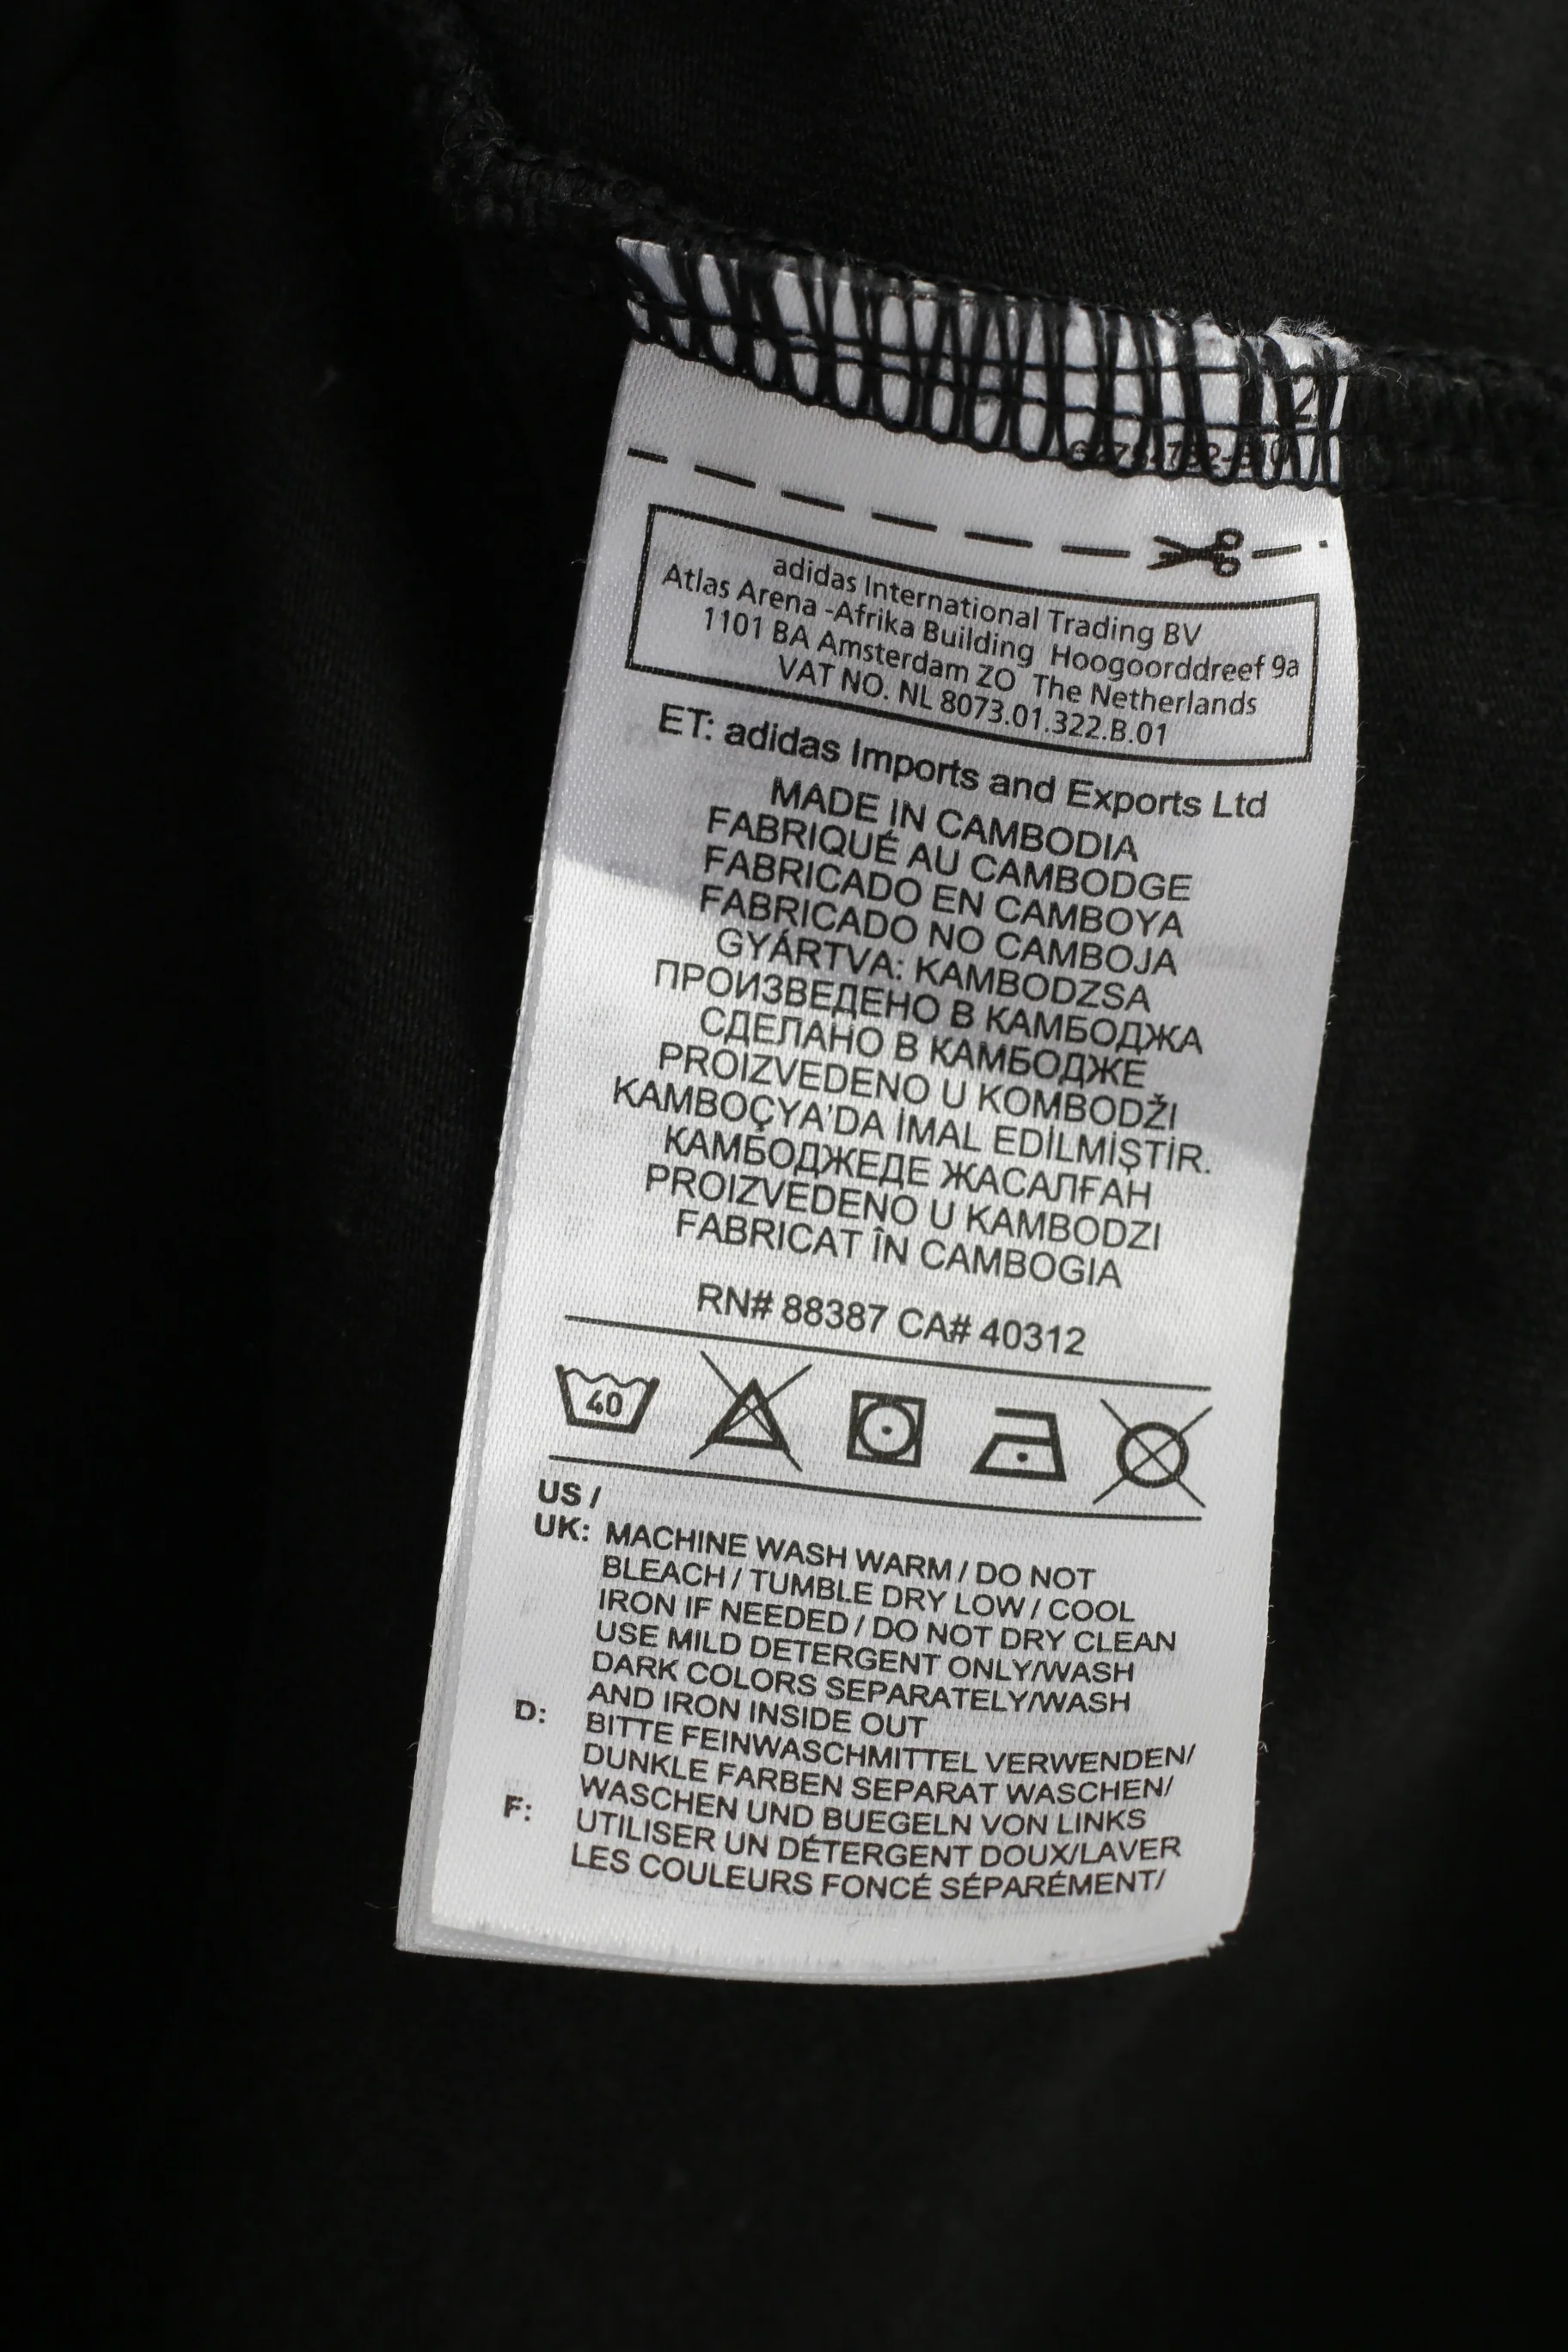 2
adidas International Trading BV
Atlas Arena -Afrika Building Hoogoorddreef 9a
1101 BA Amsterdam ZO The Netherlands
VAT NO. NL 8073.01.322.B.01
ET: adidas Imports and Exports Ltd
MADE IN CAMBODIA
FABRIQUÉ AU CAMBODGE
FABRICADO EN CAMBOYA
FABRICADO NO CAMBOJA
GYÁRTVA: KAMBODZSA
ПРОИЗВЕДЕНО В КАМБОДЖА
СДЕЛАНО В КАМБОДЖЕ
PROIZVEDENO U KOMBODŽI
KAMBOÇYA'DA İMAL EDİLMİŞTİR.
КАМБОДЖЕДЕ ЖАСАЛҒАН
PROIZVEDENO U KAMBODZI
FABRICAT ÎN CAMBOGIA
RN# 88387 CA# 40312
40
US /
UK: MACHINE WASH WARM / DO NOT
BLEACH / TUMBLE DRY LOW / COOL
IRON IF NEEDED / DO NOT DRY CLEAN
USE MILD DETERGENT ONLY/WASH
DARK COLORS SEPARATELY/WASH
AND IRON INSIDE OUT
D: BITTE FEINWASCHMITTEL VERWENDEN/
DUNKLE FARBEN SEPARAT WASCHEN/
WASCHEN UND BUEGELN VON LINKS
F: UTILISER UN DÉTERGENT DOUX/LAVER
LES COULEURS FONCÉ SÉPARÉMENT/